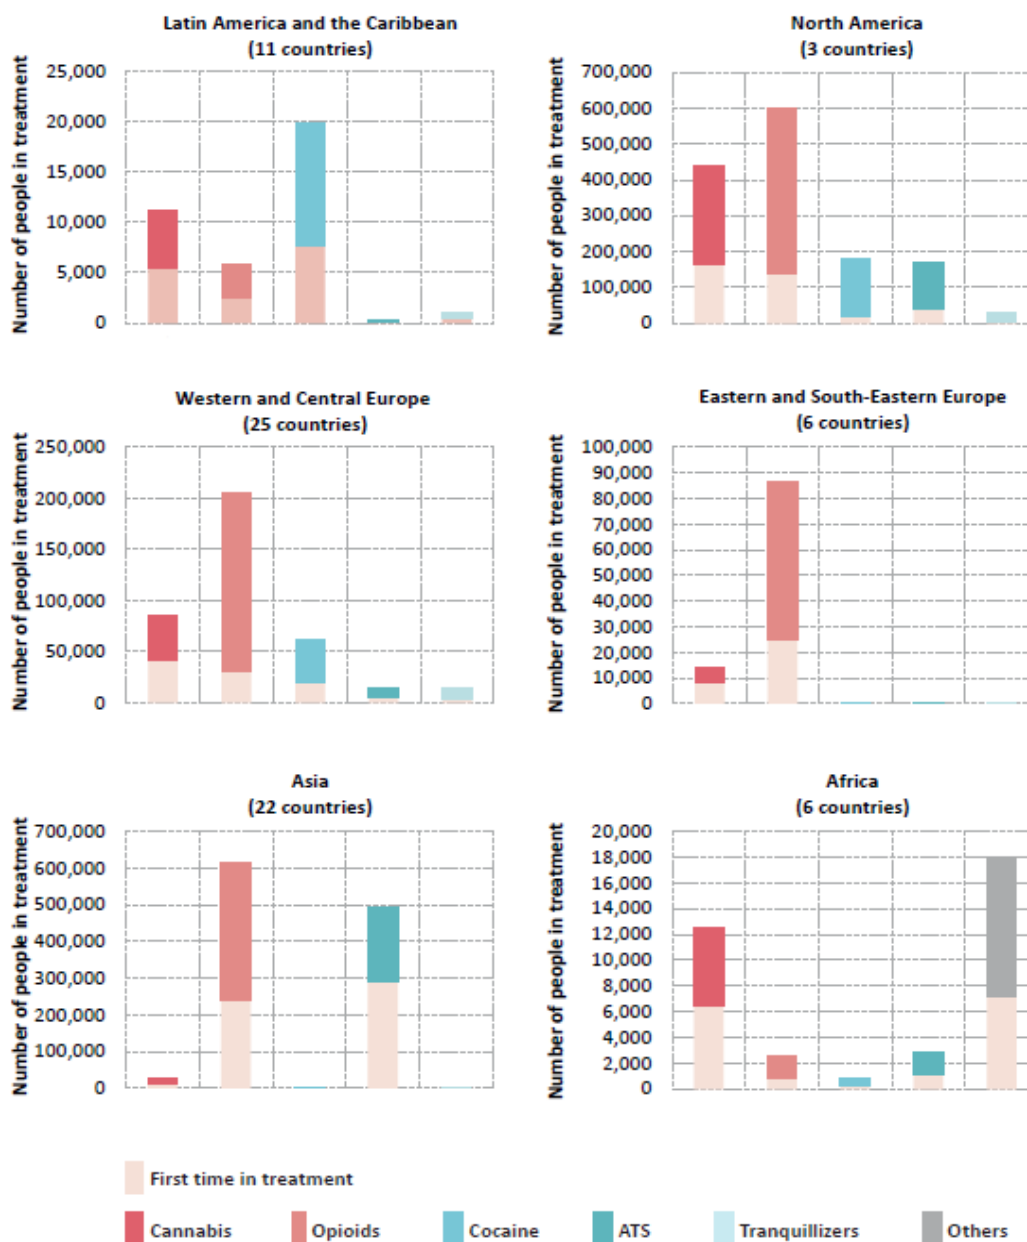 Latin America and the Caribbean
(11 countries)
Number of people in treatment
25,000
20,000
15,000
10,000
5,000
0
North America
(3 countries)
Number of people in treatment
700,000
600,000
500,000
400,000
300,000
200,000
100,000
0
Western and Central Europe
(25 countries)
Number of people in treatment
250,000
200,000
150,000
100,000
50,000
0
Eastern and South-Eastern Europe
(6 countries)
Number of people in treatment
100,000
90,000
80,000
70,000
60,000
50,000
40,000
30,000
20,000
10,000
0
Asia
(22 countries)
Number of people in treatment
700,000
600,000
500,000
400,000
300,000
200,000
100,000
0
Africa
(6 countries)
Number of people in treatment
20,000
18,000
16,000
14,000
12,000
10,000
8,000
6,000
4,000
2,000
0
First time in treatment
Cannabis Opioids Cocaine ATS Tranquillizers Others